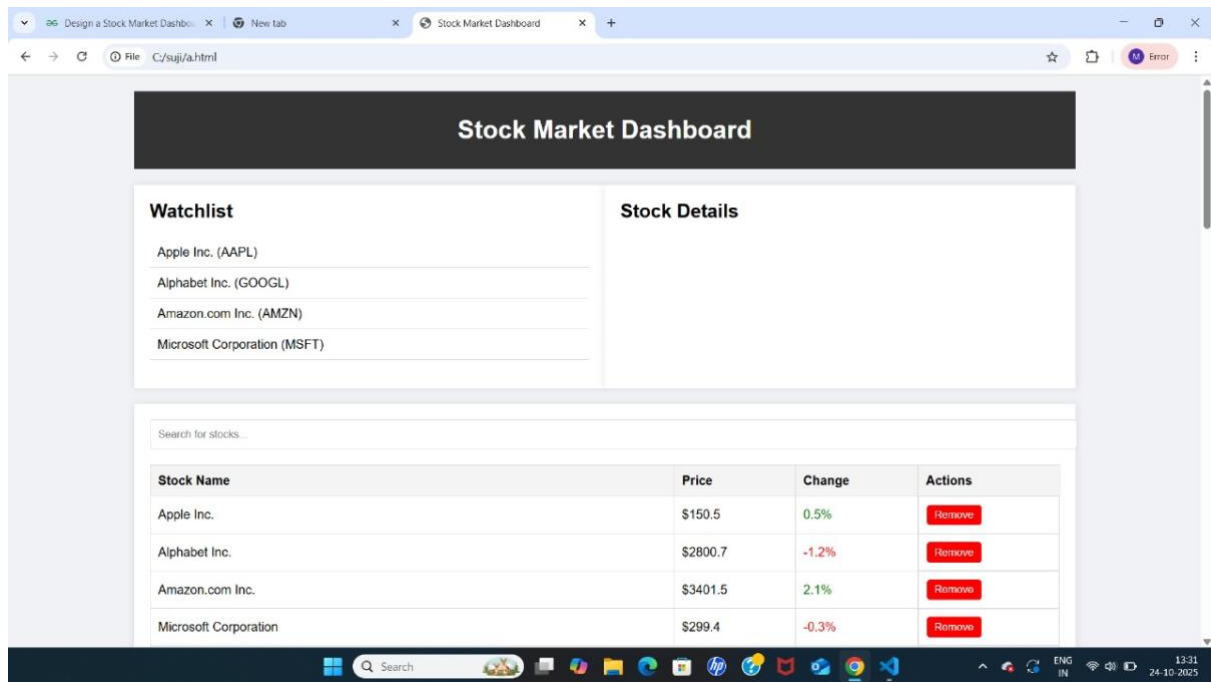 Design a Stock Market Dashbo
New tab
Stock Market Dashboard
File C:/suji/a.html
M Error
Stock Market Dashboard
Watchlist
Apple Inc. (AAPL)
Alphabet Inc. (GOOGL)
Amazon.com Inc. (AMZN)
Microsoft Corporation (MSFT)
Stock Details
Search for stocks...
Stock Name Price Change Actions
Apple Inc. $150.5 0.5% Remove
Alphabet Inc. $2800.7 -1.2% Remove
Amazon.com Inc. $3401.5 2.1% Remove
Microsoft Corporation $299.4 -0.3% Remove
Search
hp
ENG
IN
13:31
24-10-2025